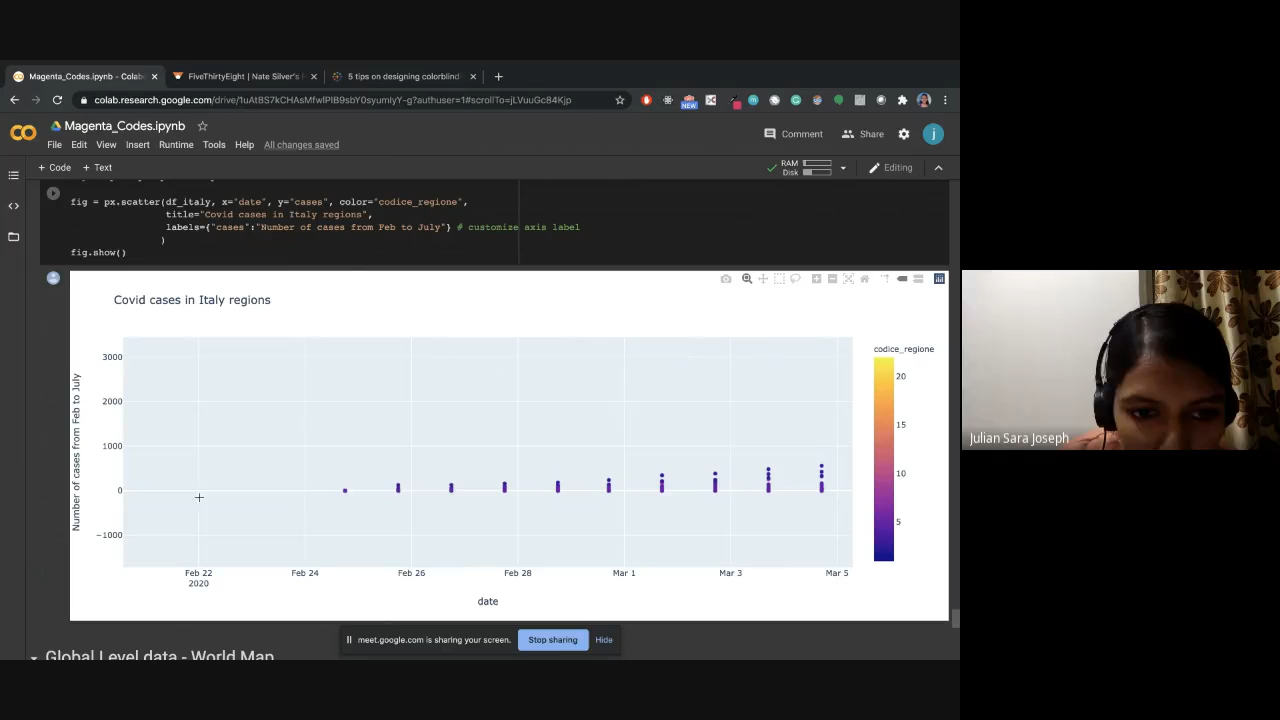 Magenta_Codes.ipynb - Colab
FiveThirtyEight | Nate Silver's
5 tips on designing colorblind
colab.research.google.com/drive/1uAtBS7kCHAsMfwlPlB9sbY0syumlyY-g?authuser=1#scrollTo=jLVuuGc84Kjp
NEW
Magenta_Codes.ipynb
Comment
Share
j
File Edit View Insert Runtime Tools Help All changes saved
+ Code + Text
RAM
Disk
Editing
fig = px.scatter(df_italy, x="date", y="cases", color="codice_regione",
title="Covid cases in Italy regions",
labels={"cases":"Number of cases from Feb to July"} # customize axis label
)
fig.show()
Covid cases in Italy regions
Number of cases from Feb to July
3000
2000
1000
0
−1000
Feb 22 Feb 24 Feb 26 Feb 28 Mar 1 Mar 3 Mar 5
2020
date
codice_regione
20
15
10
5
meet.google.com is sharing your screen. Stop sharing Hide
Global Level data - World Map
Julian Sara Joseph